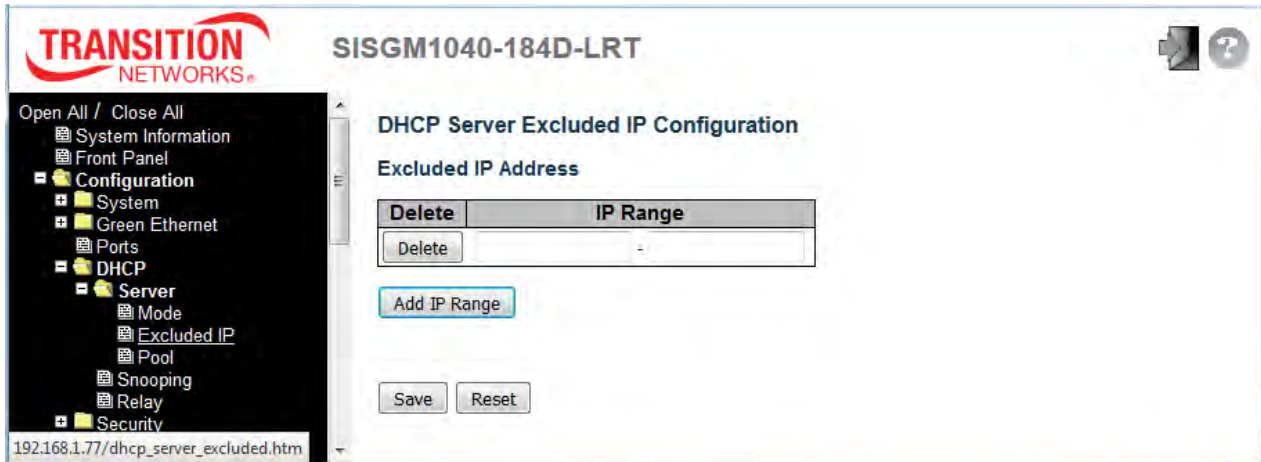 TRANSITION
NETWORKS®
SISGM1040-184D-LRT
?
Open All / Close All
System Information
Front Panel
Configuration
System
Green Ethernet
Ports
DHCP
Server
Mode
Excluded IP
Pool
Snooping
Relay
Security
192.168.1.77/dhcp_server_excluded.htm
DHCP Server Excluded IP Configuration
Excluded IP Address
Delete IP Range
Delete -
Add IP Range
Save Reset